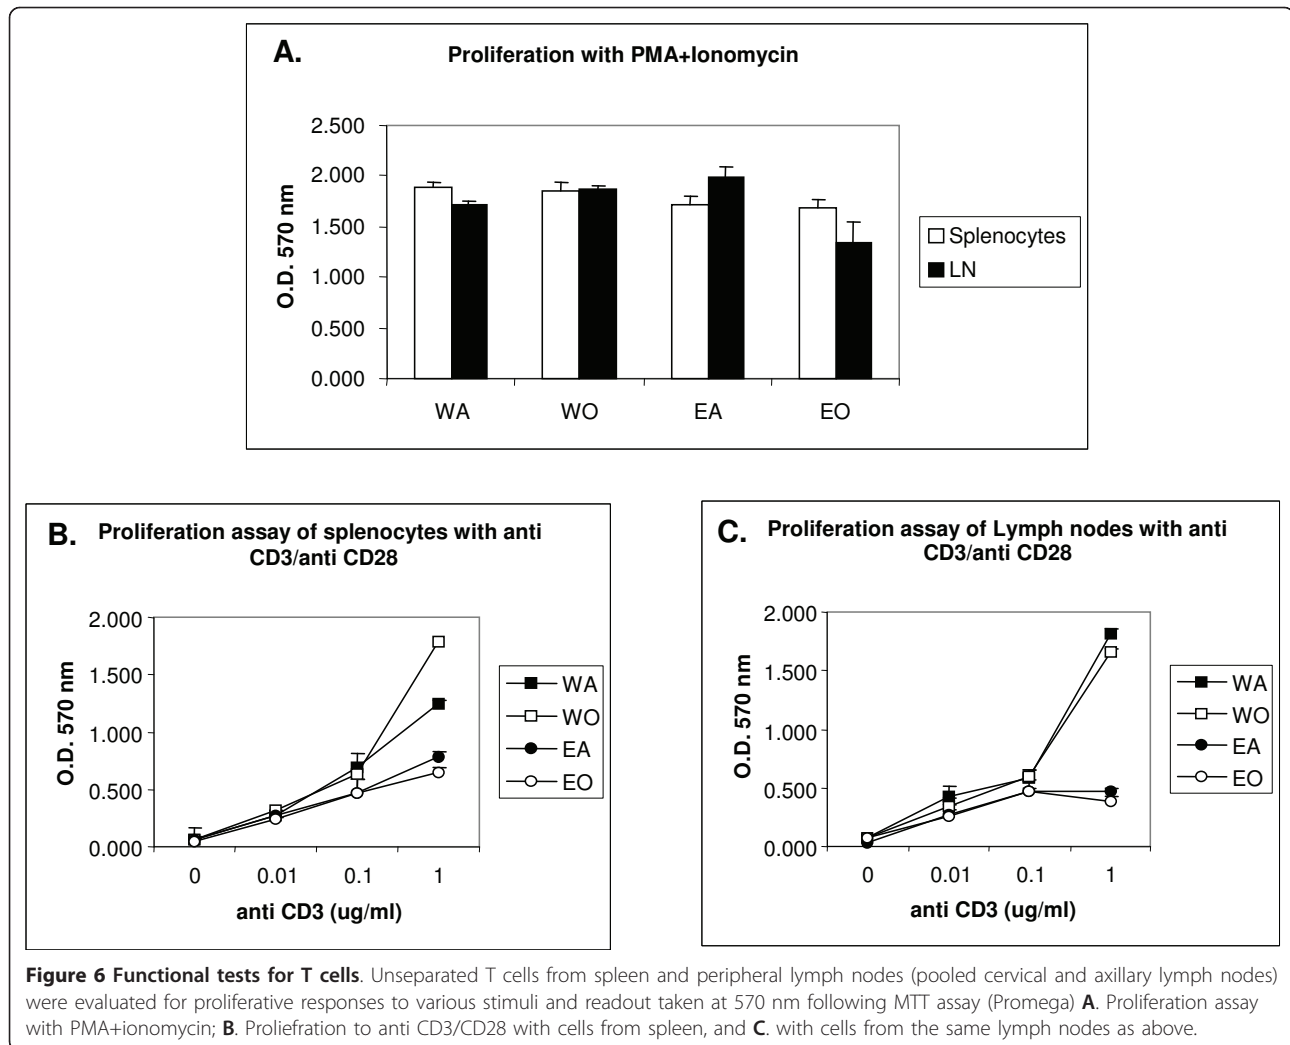 A. Proliferation with PMA+Ionomycin
O.D. 570 nm
2.500
2.000
1.500
1.000
0.500
0.000
WA WO EA EO
Splenocytes
LN
B. Proliferation assay of splenocytes with anti
CD3/anti CD28
O.D. 570 nm
2.000
1.500
1.000
0.500
0.000
0 0.01 0.1 1
anti CD3 (ug/ml)
WA
WO
EA
EO
C. Proliferation assay of Lymph nodes with anti
CD3/anti CD28
O.D. 570 nm
2.000
1.500
1.000
0.500
0.000
0 0.01 0.1 1
anti CD3 (ug/ml)
WA
WO
EA
EO
Figure 6 Functional tests for T cells. Unseparated T cells from spleen and peripheral lymph nodes (pooled cervical and axillary lymph nodes)
were evaluated for proliferative responses to various stimuli and readout taken at 570 nm following MTT assay (Promega) A. Proliferation assay
with PMA+ionomycin; B. Proliefration to anti CD3/CD28 with cells from spleen, and C. with cells from the same lymph nodes as above.